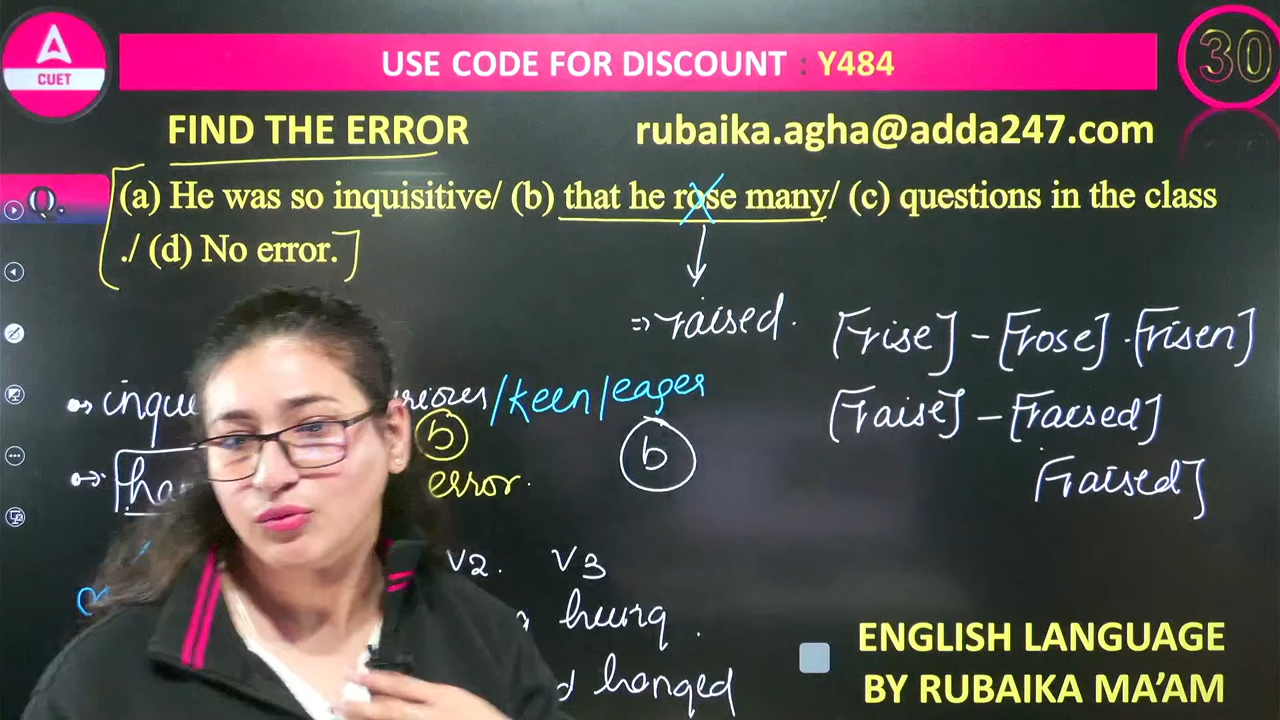 A
CUET
USE CODE FOR DISCOUNT : Y484
30
FIND THE ERROR
rubaika.agha@adda247.com
Q.
(a) He was so inquisitive/ (b) that he rose many/ (c) questions in the class
./ (d) No error.
⇒ raised.
[rise] - [rose] . [risen]
/keen/eager
[raise] - [raised]
b
b
[raised]
error.
V2. V3
hung.
hanged
ENGLISH LANGUAGE
BY RUBAIKA MA'AM